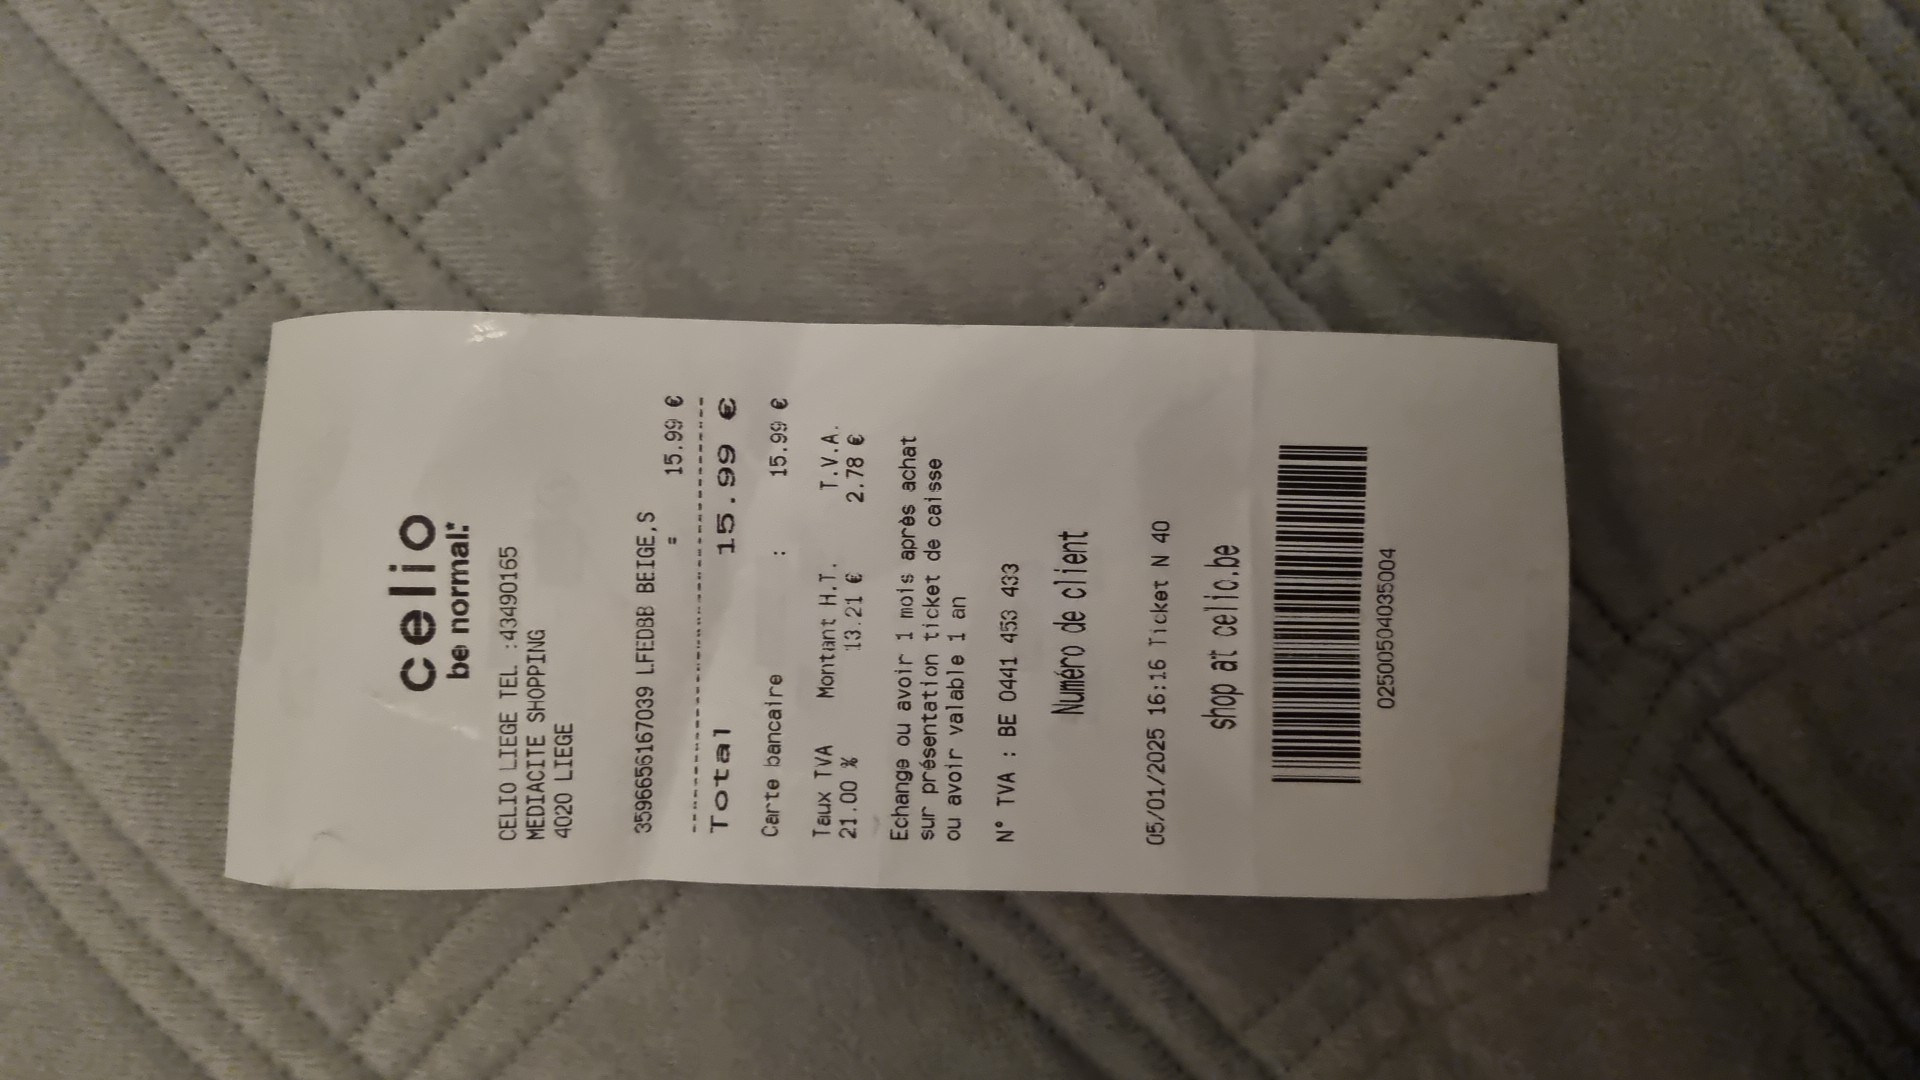 celio
be normal:*
CELIO LIEGE TEL :43490165
MEDIACITE SHOPPING
4020 LIEGE
3596656167039 LFEDBB BEIGE,S
= 15.99 €
Total 15.99 €
Carte bancaire : 15.99 €
Taux TVA Montant H.T. T.V.A.
21.00 % 13.21 € 2.78 €
Echange ou avoir 1 mois après achat
sur présentation ticket de caisse
ou avoir valable 1 an
N° TVA : BE 0441 453 433
Numéro de client
05/01/2025 16:16 Ticket N 40
shop at celio.be
0250050403500​4